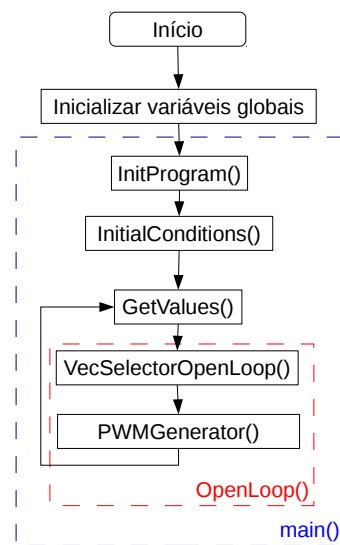 Início
Inicializar variáveis globais
InitProgram()
InitialConditions()
GetValues()
VecSelectorOpenLoop()
PWMGenerator()
OpenLoop()
main()